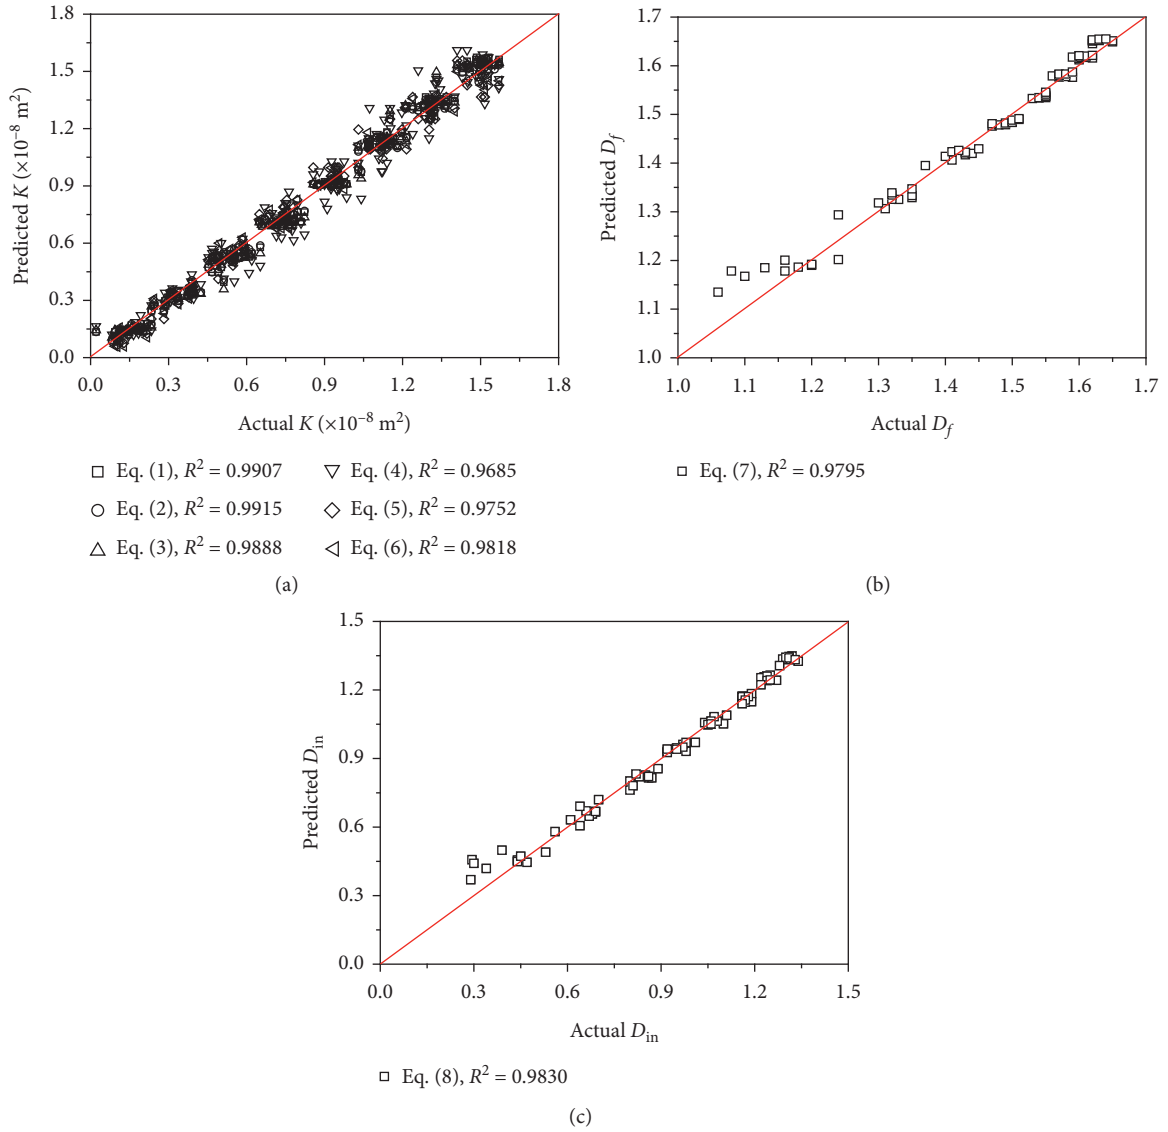 1.8
1.5
1.2
0.9
0.6
0.3
0.0
Predicted K (×10⁻⁸ m²)
0.0 0.3 0.6 0.9 1.2 1.5 1.8
Actual K (×10⁻⁸ m²)
Eq. (1), R² = 0.9907
Eq. (2), R² = 0.9915
Eq. (3), R² = 0.9888
Eq. (4), R² = 0.9685
Eq. (5), R² = 0.9752
Eq. (6), R² = 0.9818
(a)
1.7
1.6
1.5
1.4
1.3
1.2
1.1
1.0
Predicted D_f
1.0 1.1 1.2 1.3 1.4 1.5 1.6 1.7
Actual D_f
Eq. (7), R² = 0.9795
(b)
1.5
1.2
0.9
0.6
0.3
0.0
Predicted D_in
0.0 0.3 0.6 0.9 1.2 1.5
Actual D_in
Eq. (8), R² = 0.9830
(c)